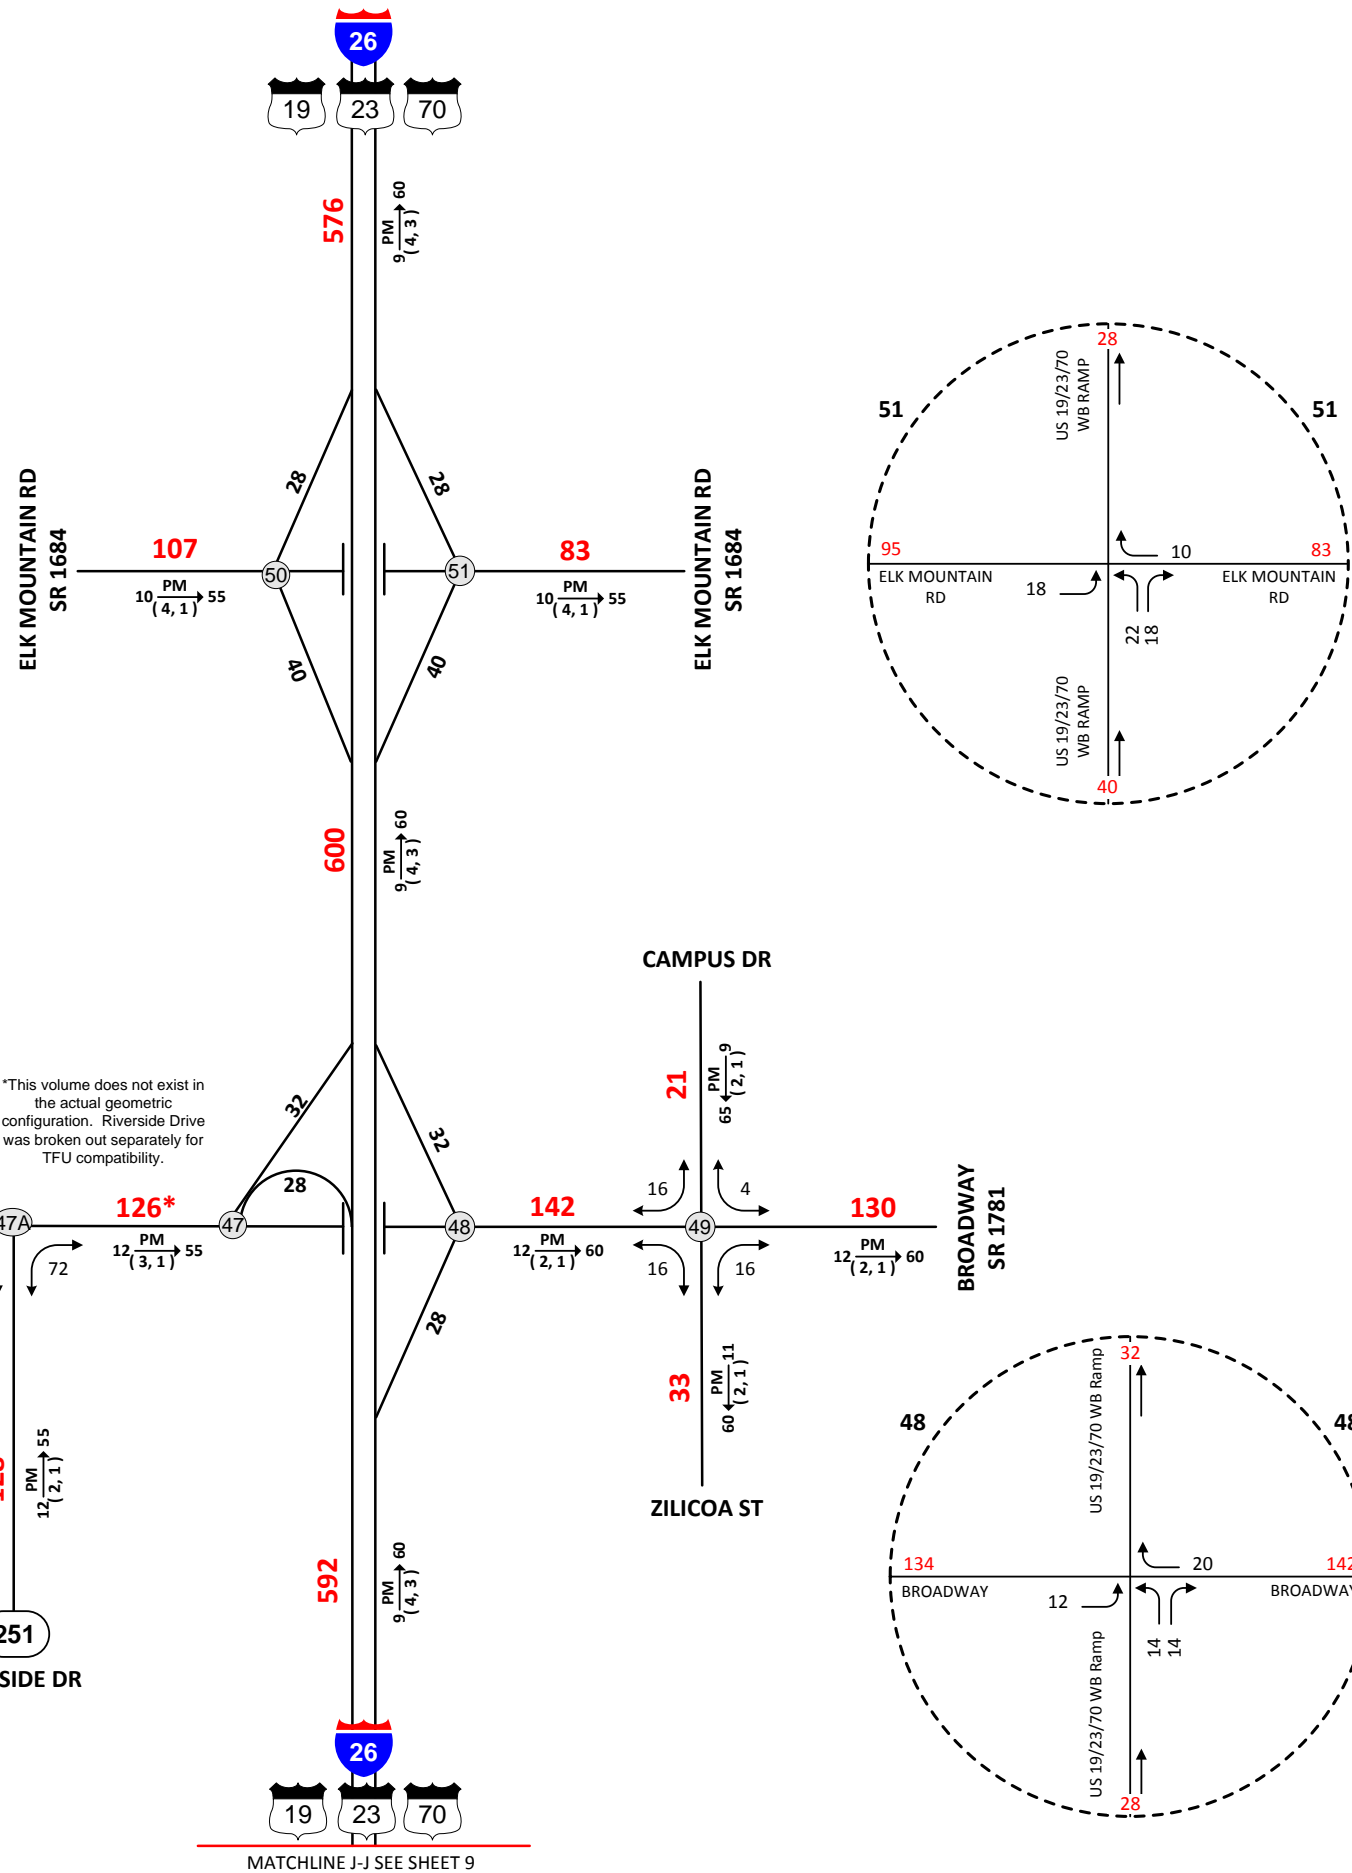 26
19 23 70
576
PM
9 60
( 4, 3 )
28
28
ELK MOUNTAIN RD
SR 1684
107
PM
10 55
( 4, 1 )
50
51
83
PM
10 55
( 4, 1 )
ELK MOUNTAIN RD
SR 1684
40
40
600
PM
9 60
( 4, 3 )
51
51
28
US 19/23/70
WB RAMP
95
ELK MOUNTAIN
RD
10
83
ELK MOUNTAIN
RD
18
22
18
US 19/23/70
WB RAMP
40
CAMPUS DR
21
PM
65 9
( 2, 1 )
*This volume does not exist in
the actual geometric
configuration. Riverside Drive
was broken out separately for
TFU compatibility.
32
32
28
47A
126*
PM
12 55
( 3, 1 )
72
47
48
142
PM
12 60
( 2, 1 )
16
4
49
16
16
130
PM
12 60
( 2, 1 )
BROADWAY
SR 1781
28
33
PM
60 11
( 2, 1 )
ZILICOA ST
PM
12 55
( 2, 1 )
251
SIDE DR
592
PM
9 60
( 4, 3 )
48
48
32
US 19/23/70 WB Ramp
134
BROADWAY
20
142
BROADWAY
12
14
14
US 19/23/70 WB Ramp
28
26
19 23 70
MATCHLINE J-J SEE SHEET 9